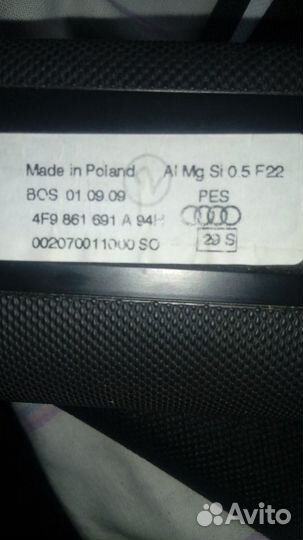 Made in Poland Al Mg Si 0.5 F22
BOS 01.09.09 PES
4F9 861 691 A 94H
002070011000 SO 29 S
Avito